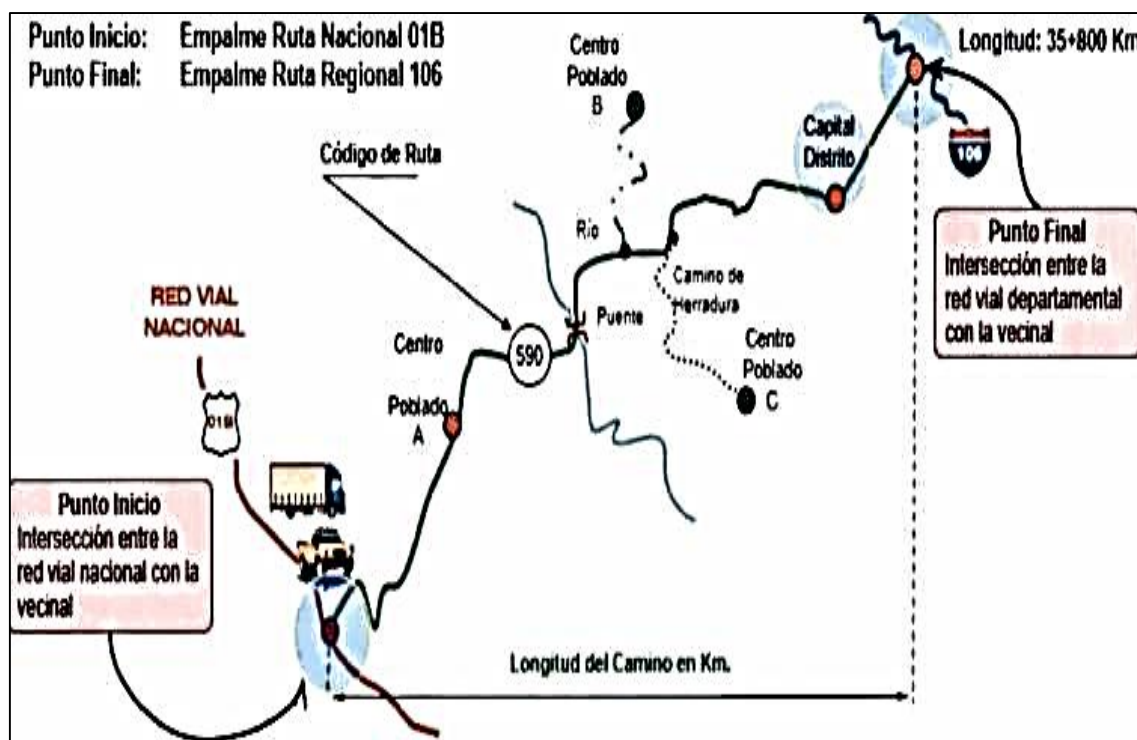 Punto Inicio: Empalme Ruta Nacional 01B
Punto Final: Empalme Ruta Regional 106
Longitud: 35+800 Km
Centro
Poblado
B
Capital
Distrito
106
Código de Ruta
Río
Punto Final
Intersección entre la
red vial departamental
con la vecinal
Camino de
Herradura
RED VIAL
NACIONAL
Puente
Centro
590
Centro
Poblado
C
Poblado
A
Punto Inicio
Intersección entre la
red vial nacional con la
vecinal
Longitud del Camino en Km.